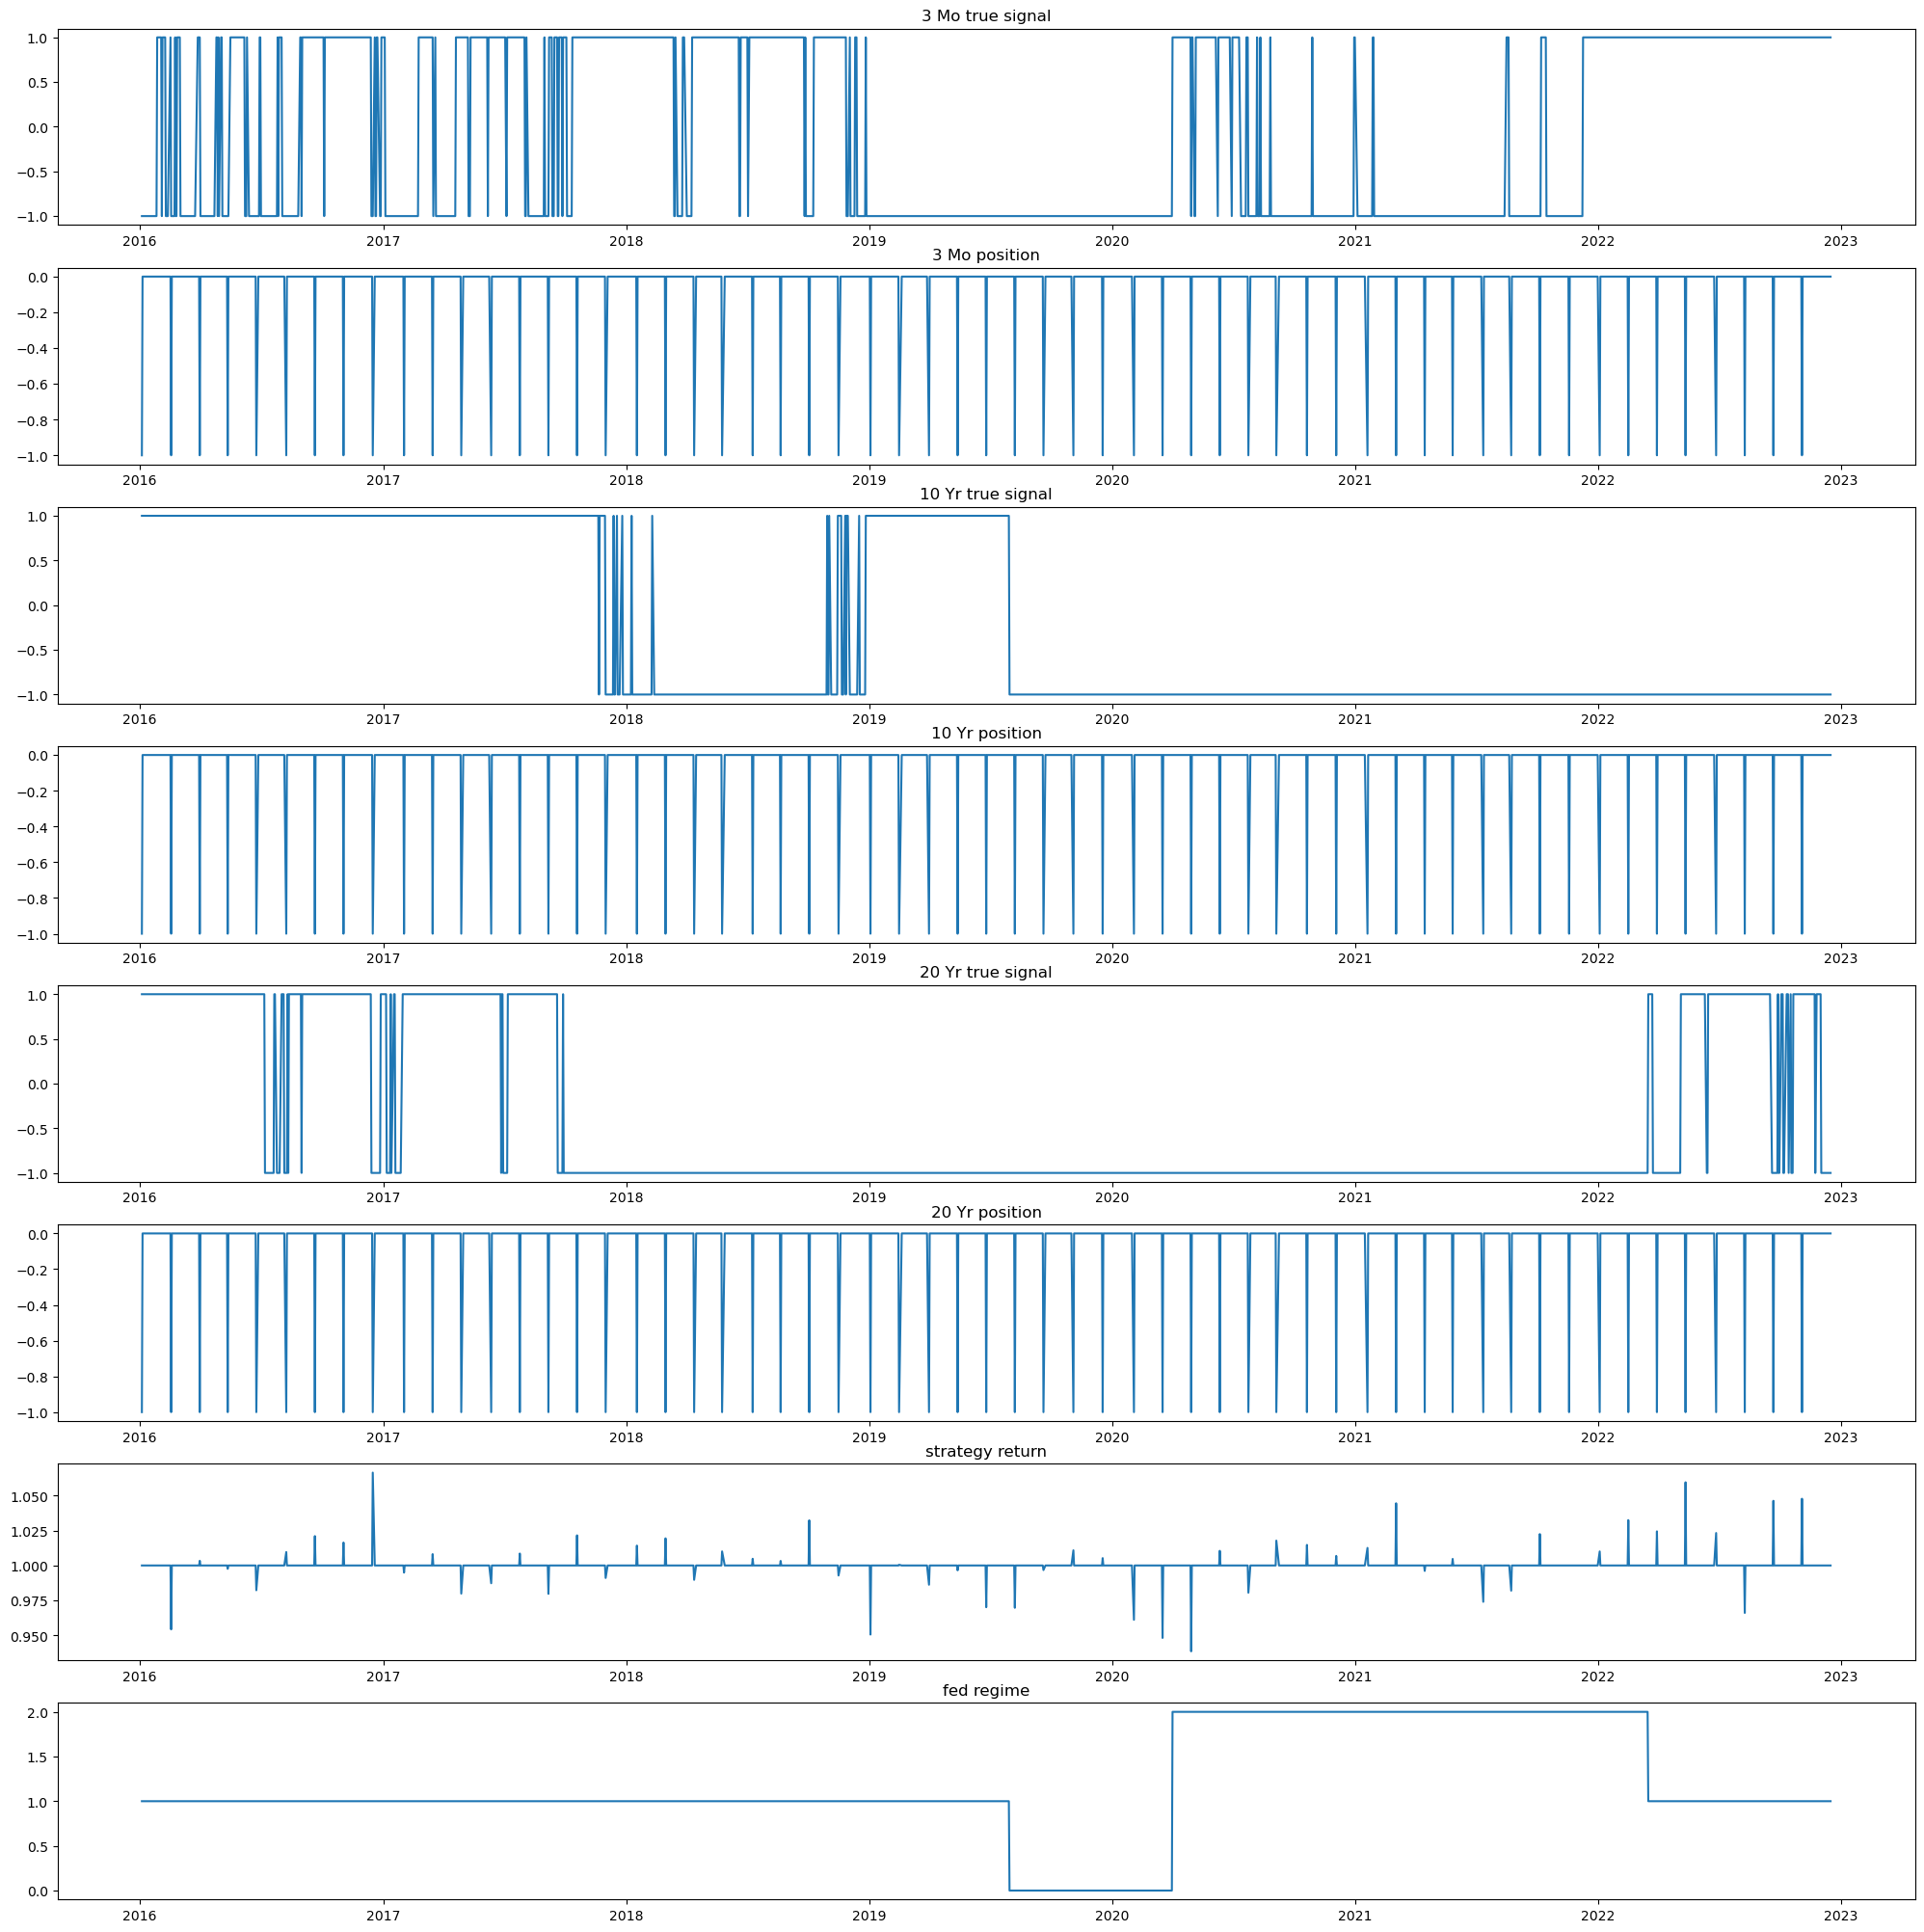 3 Mo true signal
1.0
0.5
0.0
−0.5
−1.0
2016 2017 2018 2019 2020 2021 2022 2023
3 Mo position
0.0
−0.2
−0.4
−0.6
−0.8
−1.0
2016 2017 2018 2019 2020 2021 2022 2023
10 Yr true signal
1.0
0.5
0.0
−0.5
−1.0
2016 2017 2018 2019 2020 2021 2022 2023
10 Yr position
0.0
−0.2
−0.4
−0.6
−0.8
−1.0
2016 2017 2018 2019 2020 2021 2022 2023
20 Yr true signal
1.0
0.5
0.0
−0.5
−1.0
2016 2017 2018 2019 2020 2021 2022 2023
20 Yr position
0.0
−0.2
−0.4
−0.6
−0.8
−1.0
2016 2017 2018 2019 2020 2021 2022 2023
strategy return
1.050
1.025
1.000
0.975
0.950
2016 2017 2018 2019 2020 2021 2022 2023
fed regime
2.0
1.5
1.0
0.5
0.0
2016 2017 2018 2019 2020 2021 2022 2023